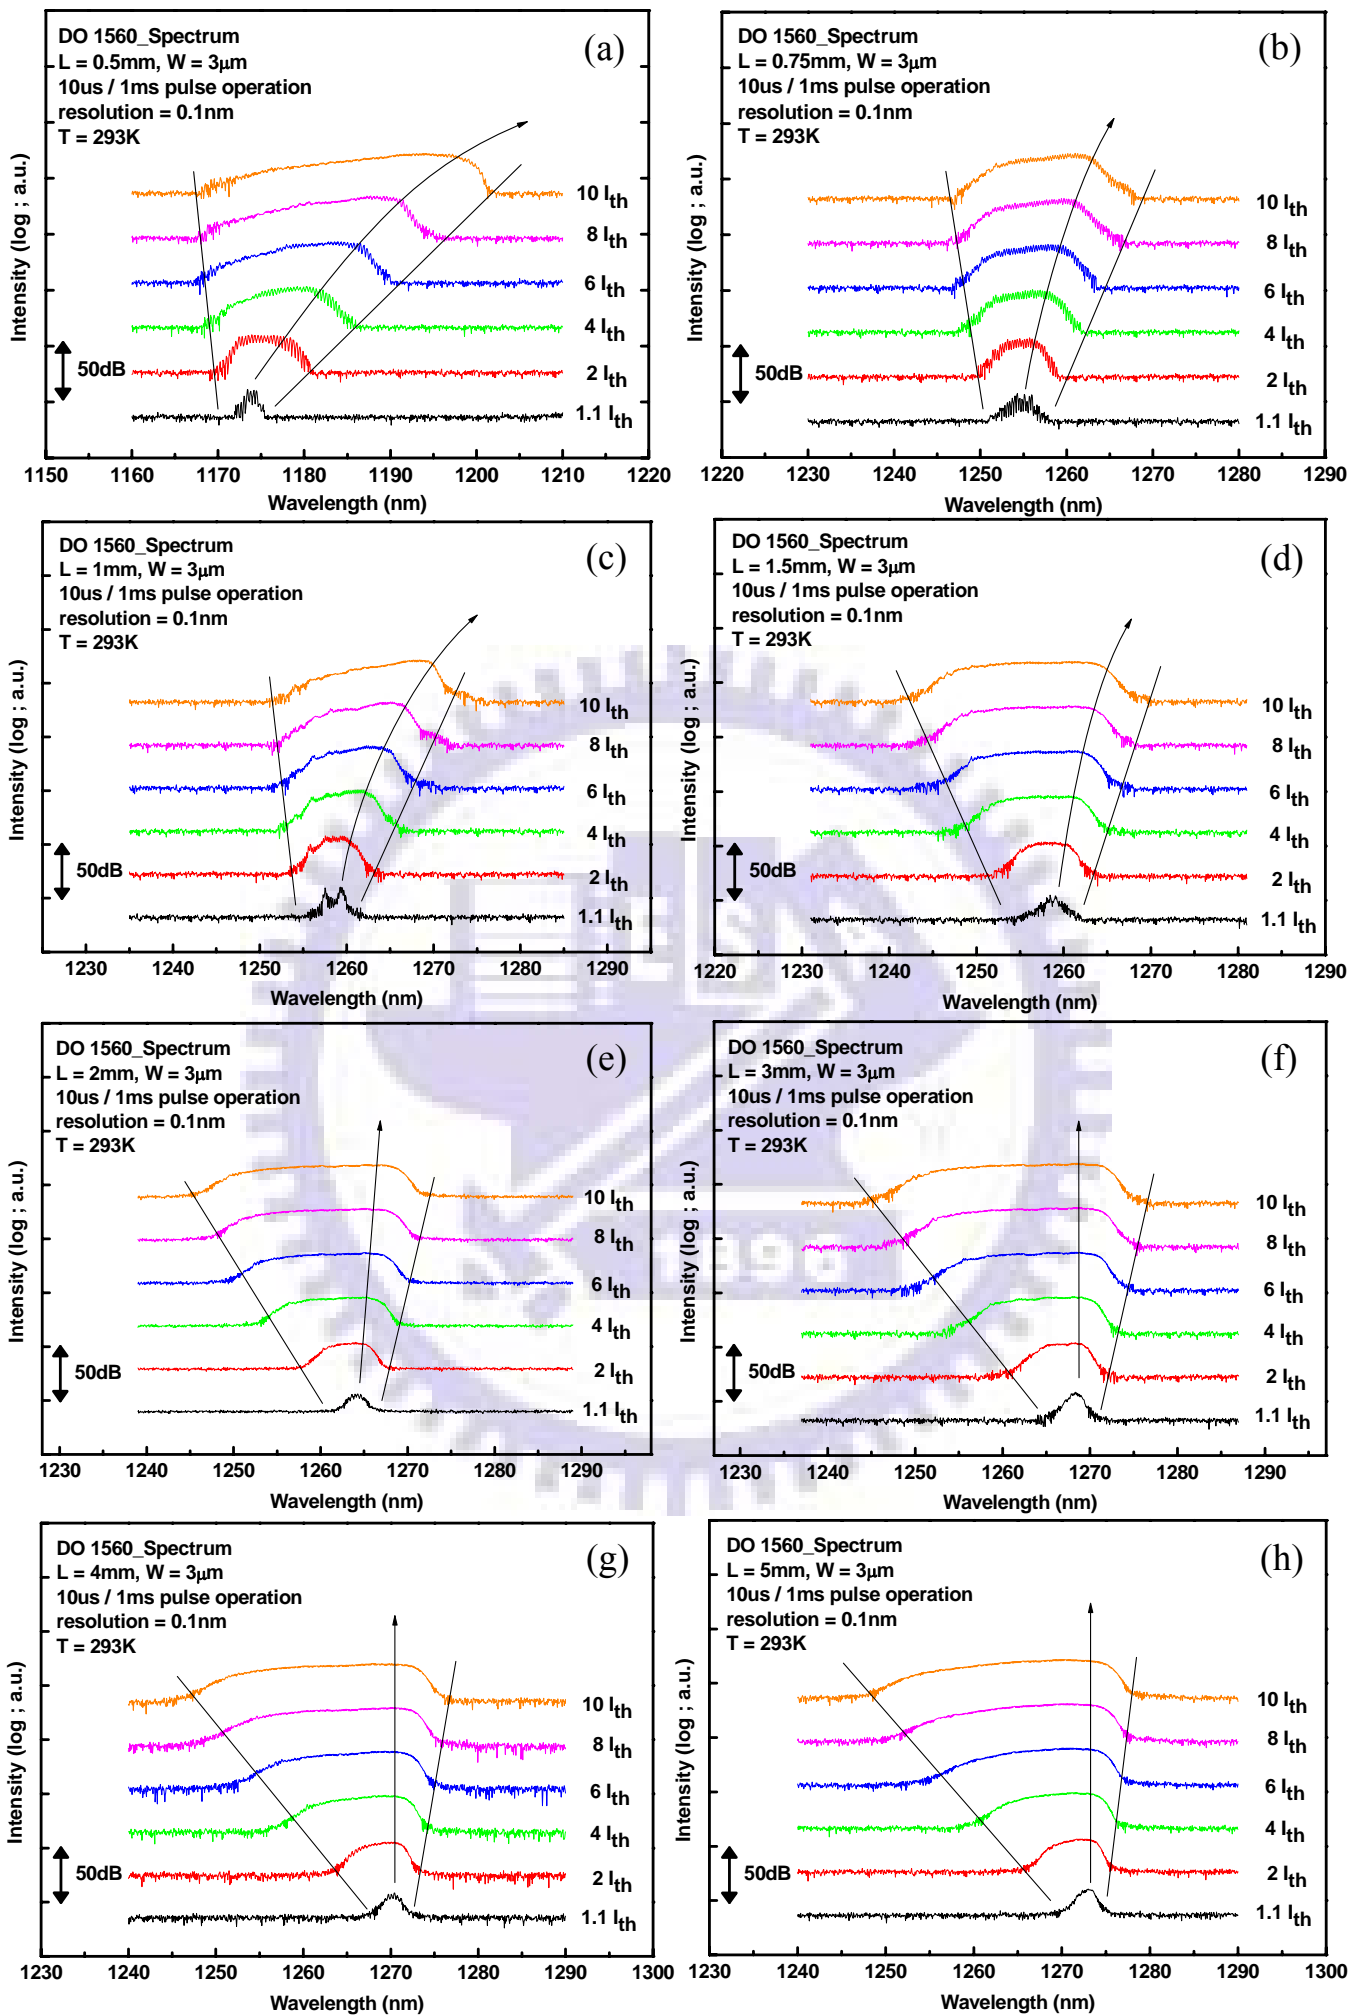 DO 1560_Spectrum
L = 0.5mm, W = 3μm
10us / 1ms pulse operation
resolution = 0.1nm
T = 293K
(a)
Intensity (log ; a.u.)
50dB
10 Ith
8 Ith
6 Ith
4 Ith
2 Ith
1.1 Ith
1150 1160 1170 1180 1190 1200 1210 1220
Wavelength (nm)
DO 1560_Spectrum
L = 0.75mm, W = 3μm
10us / 1ms pulse operation
resolution = 0.1nm
T = 293K
(b)
Intensity (log ; a.u.)
50dB
10 Ith
8 Ith
6 Ith
4 Ith
2 Ith
1.1 Ith
1220 1230 1240 1250 1260 1270 1280 1290
Wavelength (nm)
DO 1560_Spectrum
L = 1mm, W = 3μm
10us / 1ms pulse operation
resolution = 0.1nm
T = 293K
(c)
Intensity (log ; a.u.)
50dB
10 Ith
8 Ith
6 Ith
4 Ith
2 Ith
1.1 Ith
1230 1240 1250 1260 1270 1280 1290
Wavelength (nm)
DO 1560_Spectrum
L = 1.5mm, W = 3μm
10us / 1ms pulse operation
resolution = 0.1nm
T = 293K
(d)
Intensity (log ; a.u.)
50dB
10 Ith
8 Ith
6 Ith
4 Ith
2 Ith
1.1 Ith
1220 1230 1240 1250 1260 1270 1280 1290
Wavelength (nm)
DO 1560_Spectrum
L = 2mm, W = 3μm
10us / 1ms pulse operation
resolution = 0.1nm
T = 293K
(e)
Intensity (log ; a.u.)
50dB
10 Ith
8 Ith
6 Ith
4 Ith
2 Ith
1.1 Ith
1230 1240 1250 1260 1270 1280 1290
Wavelength (nm)
DO 1560_Spectrum
L = 3mm, W = 3μm
10us / 1ms pulse operation
resolution = 0.1nm
T = 293K
(f)
Intensity (log ; a.u.)
50dB
10 Ith
8 Ith
6 Ith
4 Ith
2 Ith
1.1 Ith
1230 1240 1250 1260 1270 1280 1290
Wavelength (nm)
DO 1560_Spectrum
L = 4mm, W = 3μm
10us / 1ms pulse operation
resolution = 0.1nm
T = 293K
(g)
Intensity (log ; a.u.)
50dB
10 Ith
8 Ith
6 Ith
4 Ith
2 Ith
1.1 Ith
1230 1240 1250 1260 1270 1280 1290 1300
Wavelength (nm)
DO 1560_Spectrum
L = 5mm, W = 3μm
10us / 1ms pulse operation
resolution = 0.1nm
T = 293K
(h)
Intensity (log ; a.u.)
50dB
10 Ith
8 Ith
6 Ith
4 Ith
2 Ith
1.1 Ith
1230 1240 1250 1260 1270 1280 1290 1300
Wavelength (nm)